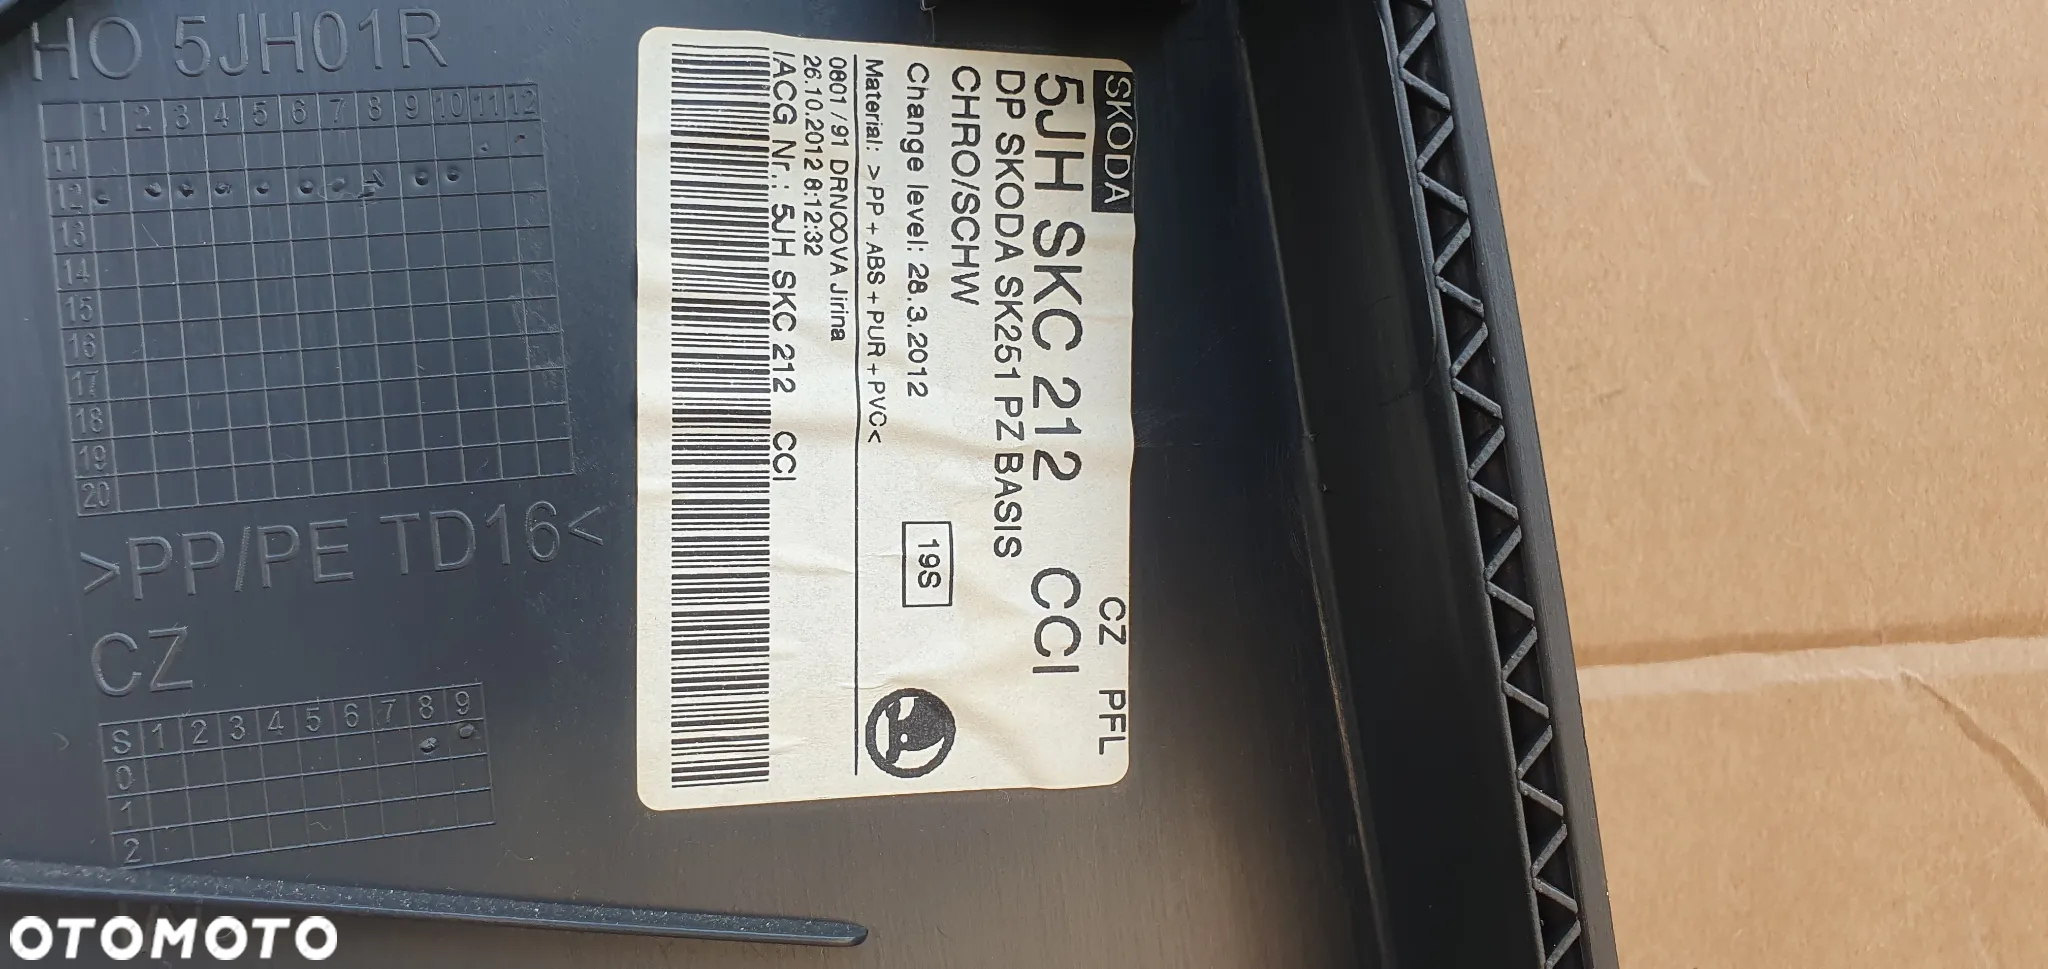 HO 5JH01R
1 2 3 4 5 6 7 8 9 10 11 12
11
12
13
14
15
16
17
18
19
20
>PP/PE TD16<
CZ
S 1 2 3 4 5 6 7 8 9
0
1
2
SKODA CZ PFL
5JH SKC 212 CCI
DP SKODA SK251 PZ BASIS
CHRO/SCHW
Change level: 28.3.2012 19S
Material: >PP + ABS + PUR + PVC<
0801 / 91 DRNCOVA Jirina
26.10.2012 8:12:32
IACG Nr.: 5JH SKC 212 CCI
OTOMOTO